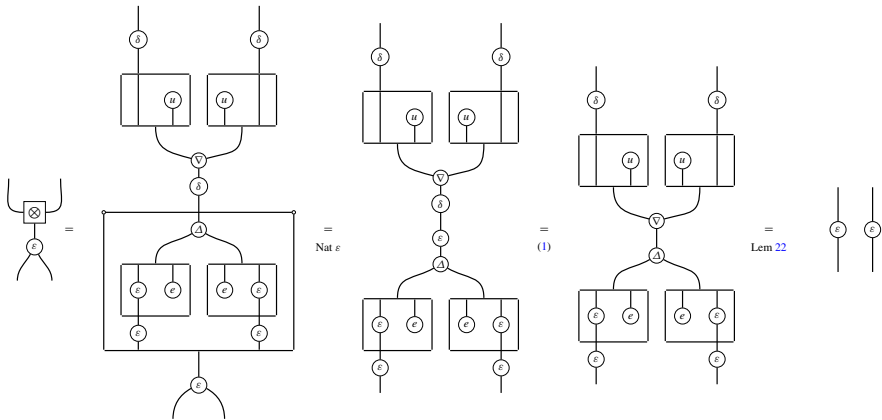 δ δ
δ δ
δ δ
u u
u u
u u
∇
∇
δ
δ
∇
⊗ Δ
= = = =
ε
ε
Nat ε (1) Lem 22
ε ε
Δ
Δ
ε e e ε
ε e e ε
ε e e ε
ε ε
ε ε
ε ε
ε